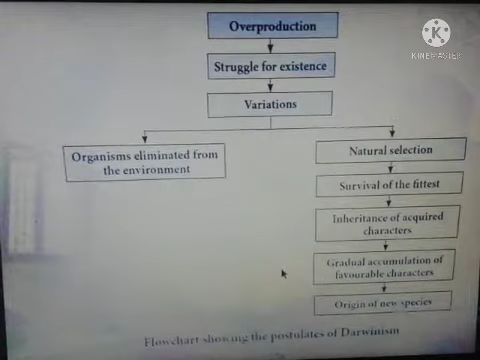 Overproduction
KINEMASTER
Struggle for existence
Variations
Organisms eliminated from
the environment
Natural selection
Survival of the fittest
Inheritance of acquired
characters
Gradual accumulation of
favourable characters
Origin of new species
Flowchart showing the postulates of Darwinism